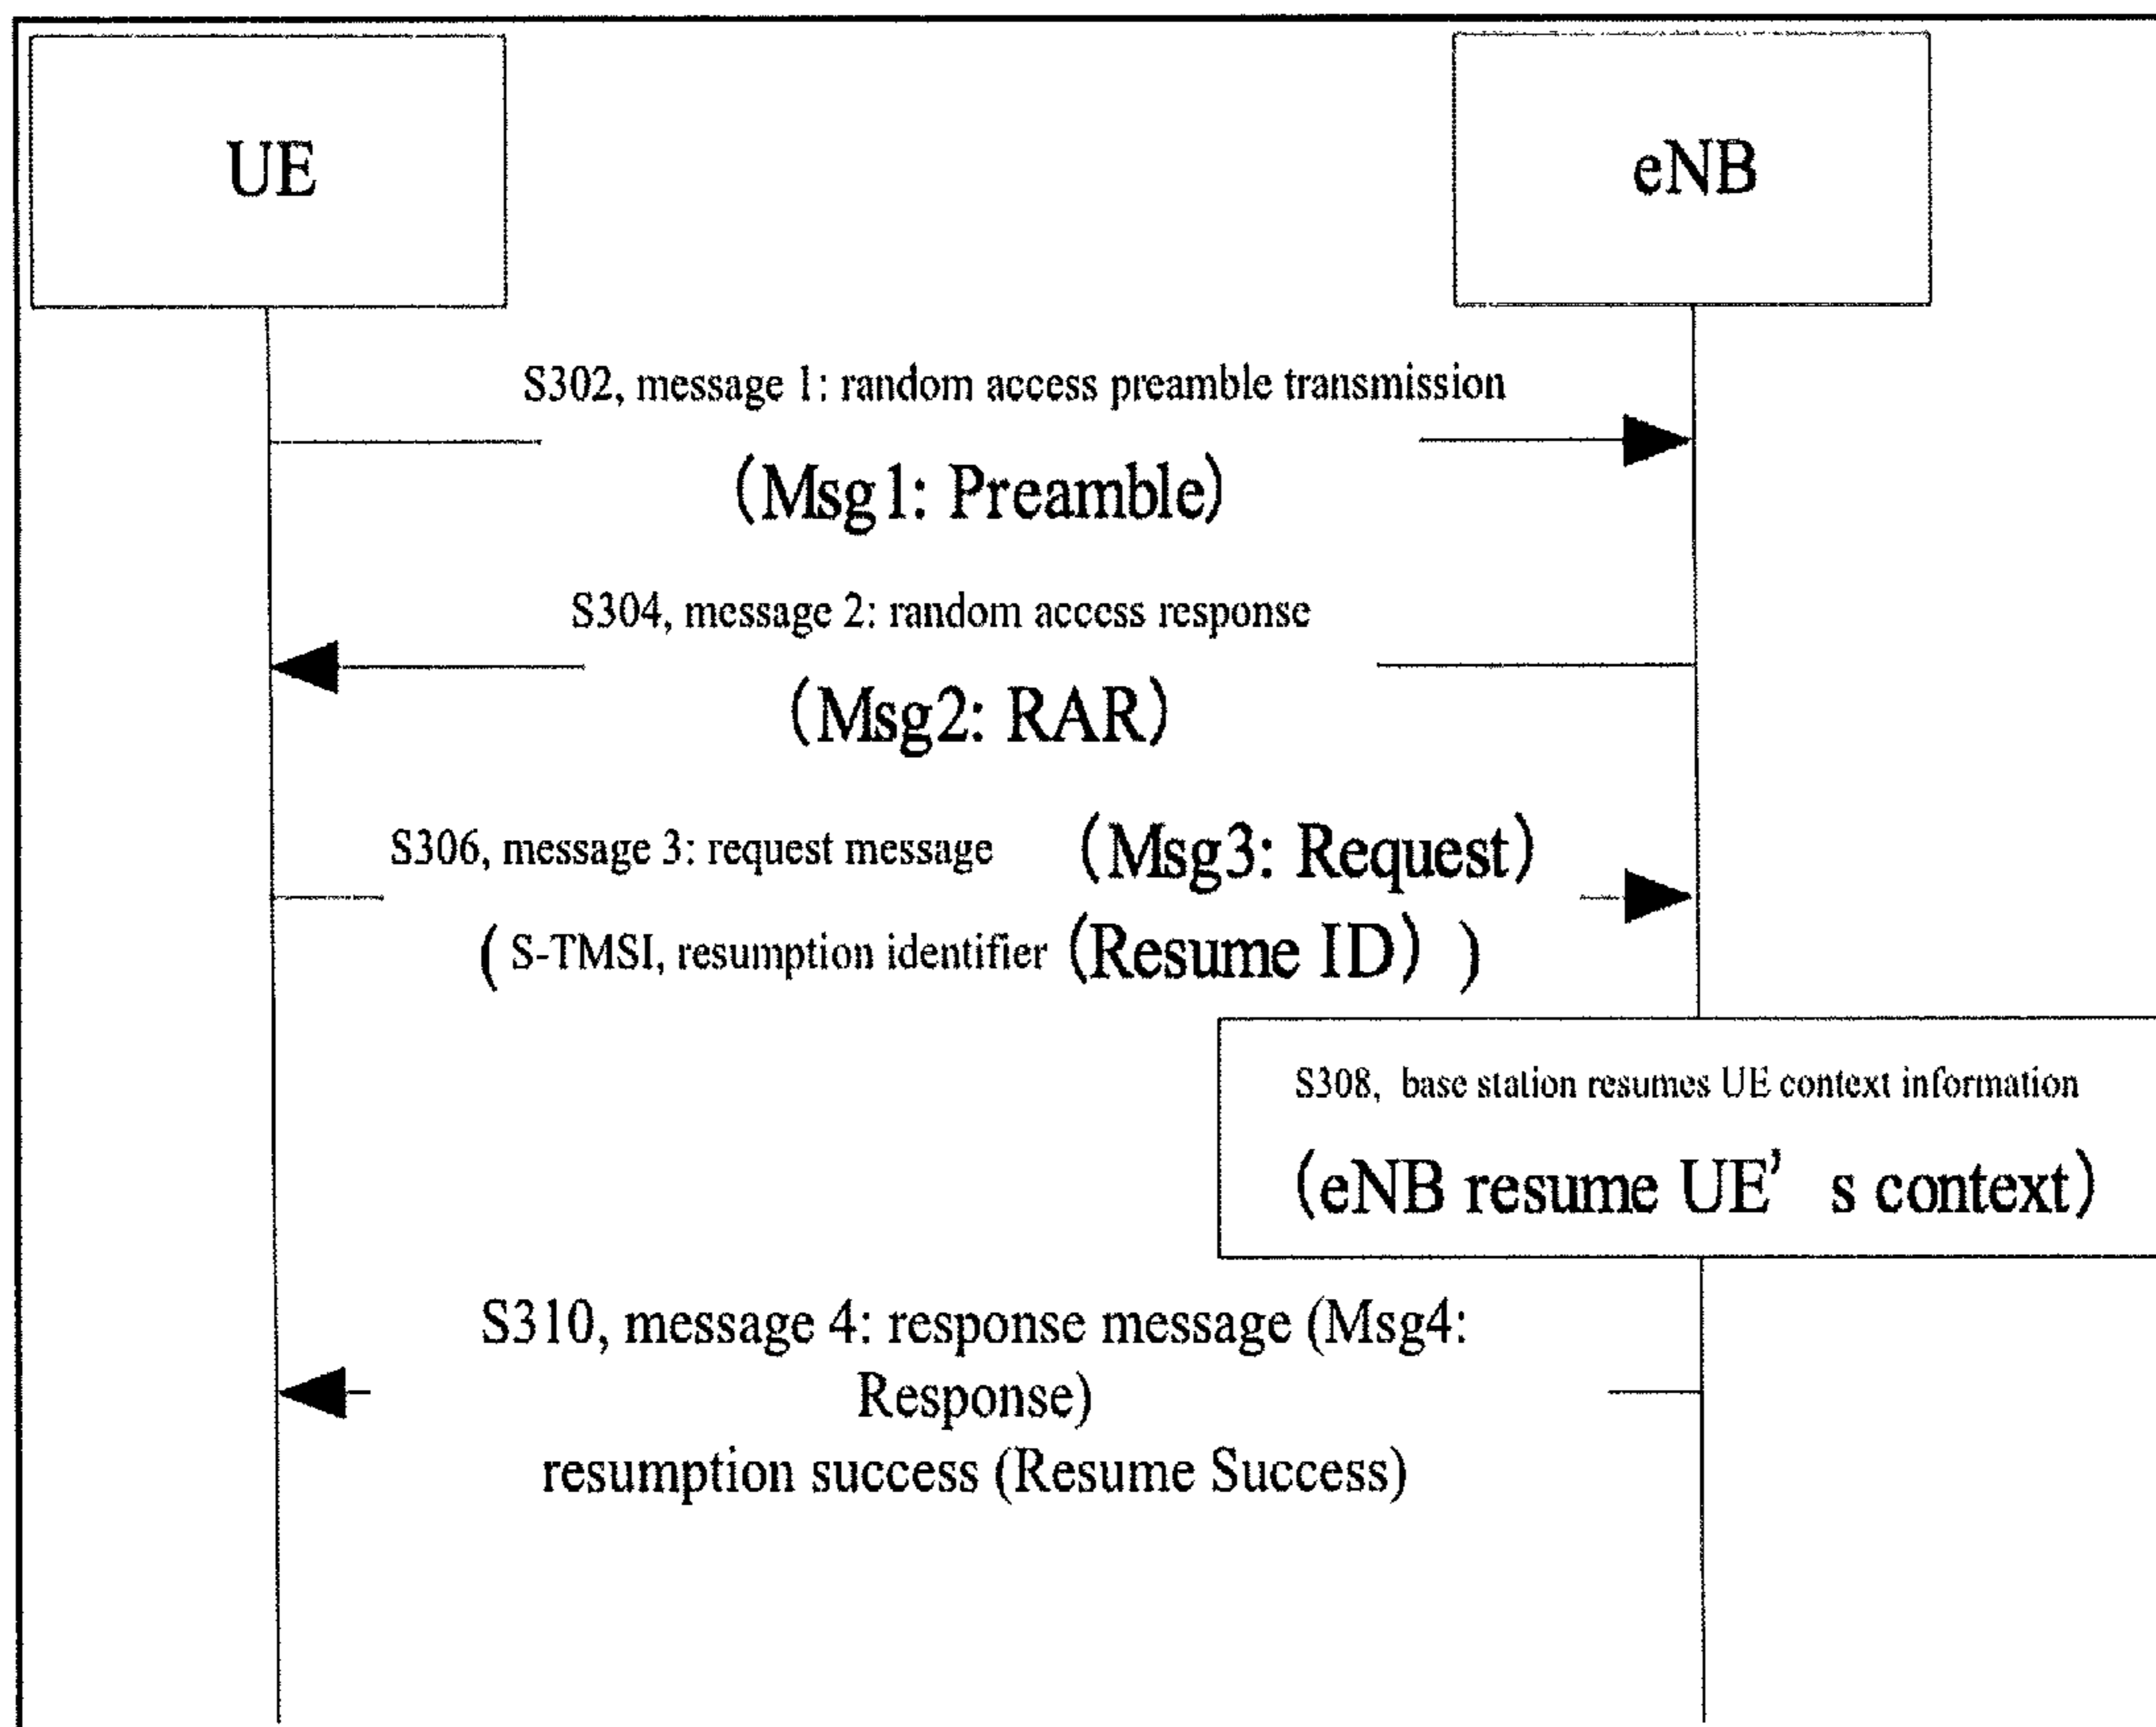 UE
eNB
S302, message 1: random access preamble transmission
(Msg1: Preamble)
S304, message 2: random access response
(Msg2: RAR)
S306, message 3: request message (Msg3: Request)
( S-TMSI, resumption identifier (Resume ID) )
S308, base station resumes UE context information
(eNB resume UE’ s context)
S310, message 4: response message (Msg4:
Response)
resumption success (Resume Success)